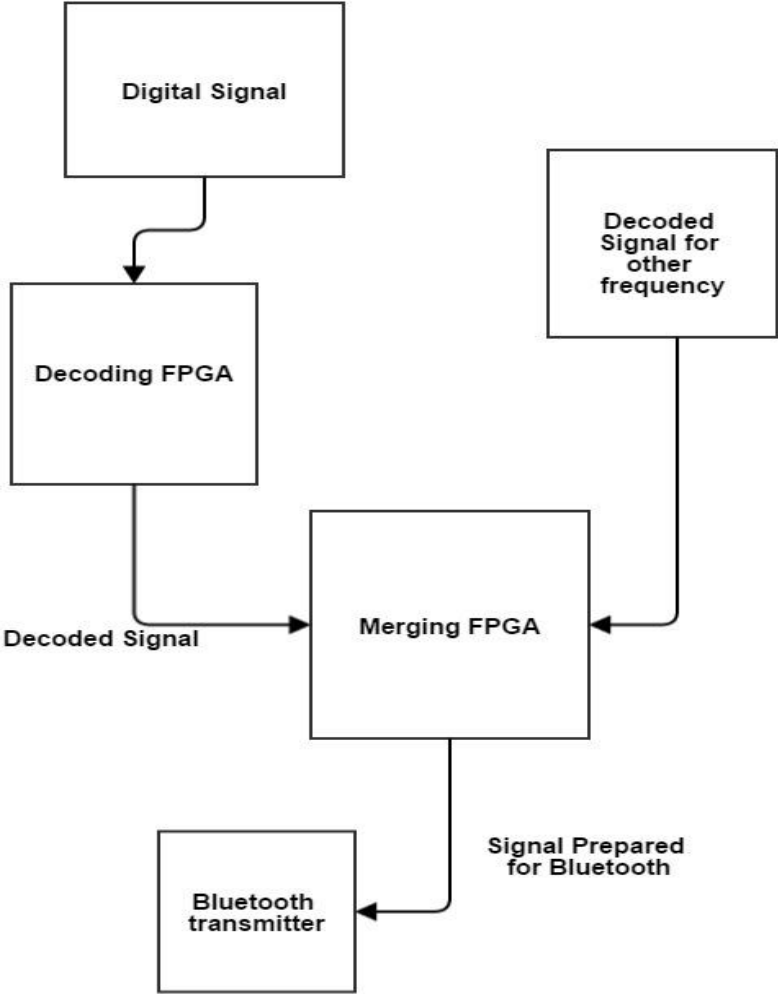 Digital Signal
Decoded
Signal for
other
frequency
Decoding FPGA
Decoded Signal
Merging FPGA
Signal Prepared
for Bluetooth
Bluetooth
transmitter